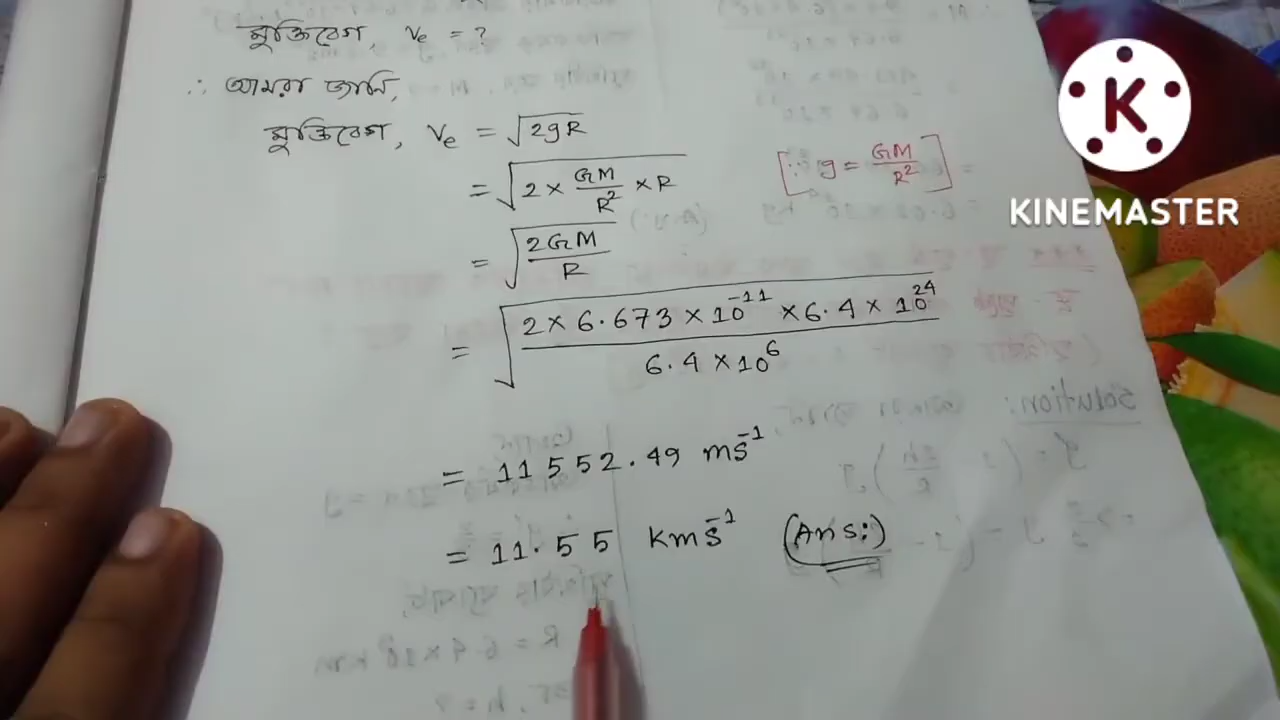 মুক্তিবেগ, Ve = ?
∴ আমরা জানি,
মুক্তিবেগ, Ve = √2gR
= √2 × GM/R² × R [∵ g = GM/R²]
= √2GM/R
= √2 × 6.673 × 10⁻¹¹ × 6.4 × 10²⁴ / 6.4 × 10⁶
= 11552.49 ms⁻¹
= 11.55 kms⁻¹ (Ans:)
K
KINEMASTER